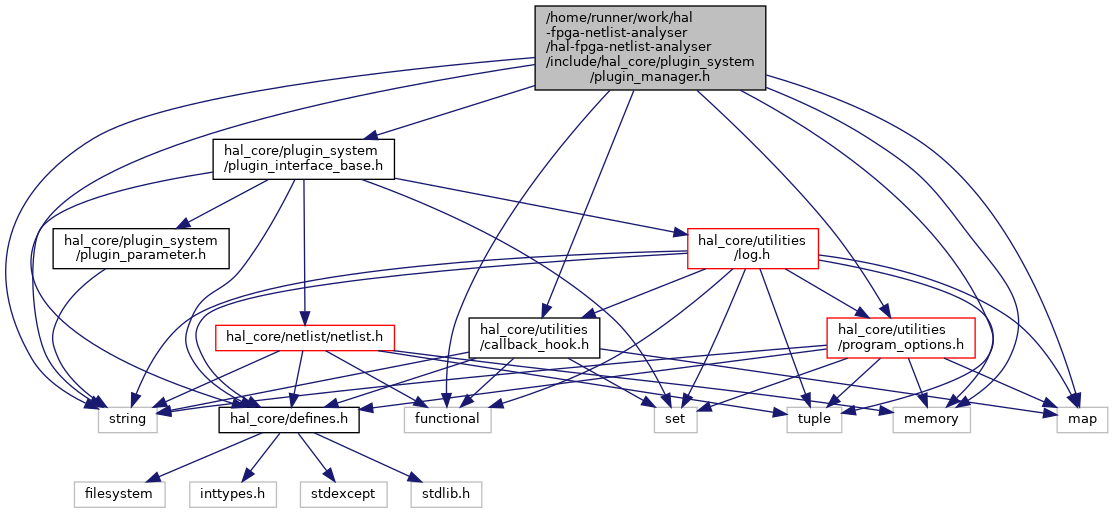 /home/runner/work/hal
-fpga-netlist-analyser
/hal-fpga-netlist-analyser
/include/hal_core/plugin_system
/plugin_manager.h
hal_core/plugin_system
/plugin_interface_base.h
hal_core/plugin_system
/plugin_parameter.h
hal_core/utilities
/log.h
hal_core/netlist/netlist.h
hal_core/utilities
/callback_hook.h
hal_core/utilities
/program_options.h
string
hal_core/defines.h
functional
set
tuple
memory
map
filesystem
inttypes.h
stdexcept
stdlib.h